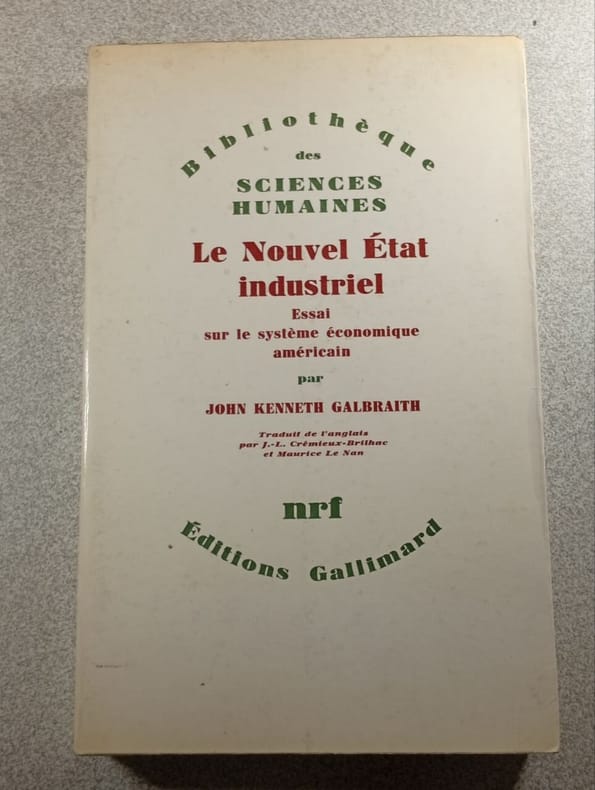 Bibliothèque
des
SCIENCES
HUMAINES
Le Nouvel État
industriel
Essai
sur le système économique
américain
par
JOHN KENNETH GALBRAITH
Traduit de l'anglais
par J.-L. Crémieux-Brilhac
et Maurice Le Nan
nrf
Éditions Gallimard